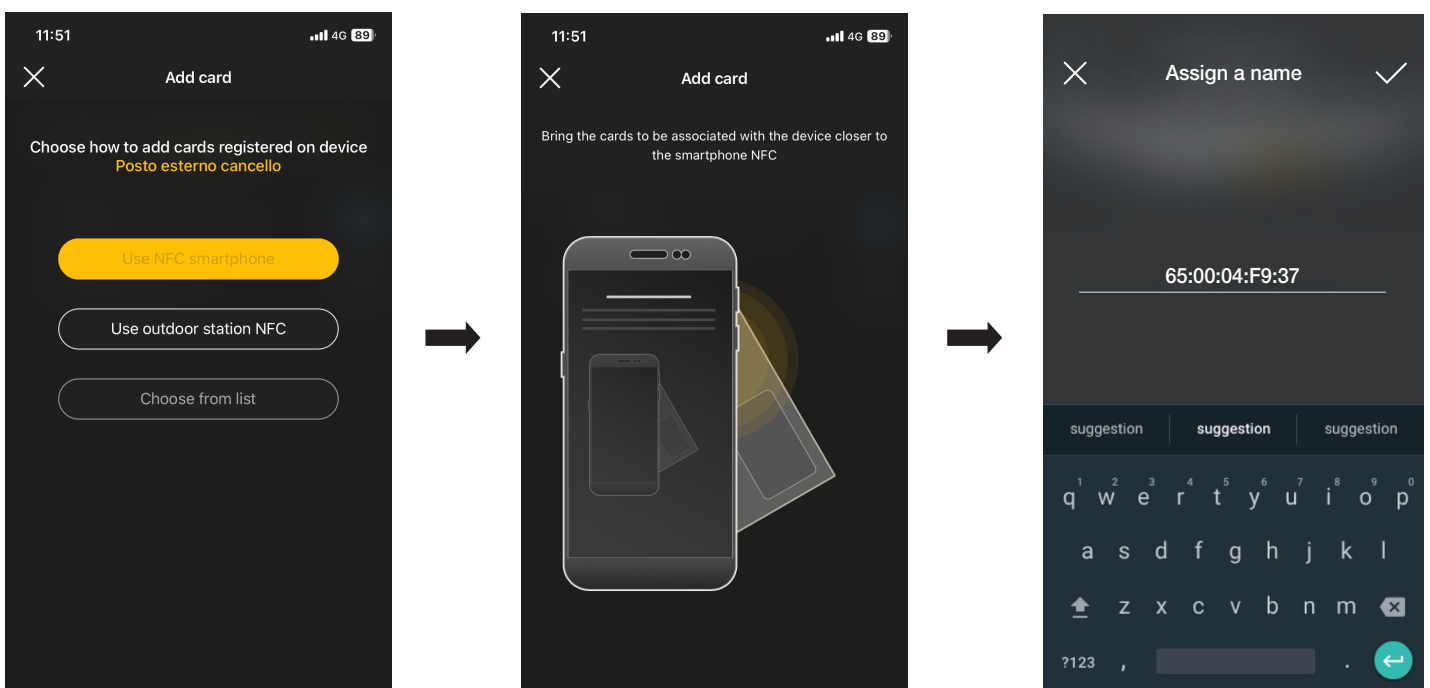 11:51 4G 89
Add card
Choose how to add cards registered on device
Posto esterno cancello
Use NFC smartphone
Use outdoor station NFC
Choose from list
11:51 4G 89
Add card
Bring the cards to be associated with the device closer to
the smartphone NFC
Assign a name
65:00:04:F9:37
suggestion suggestion suggestion
1 2 3 4 5 6 7 8 9 0
q w e r t y u i o p
a s d f g h j k l
z x c v b n m
?123 , .